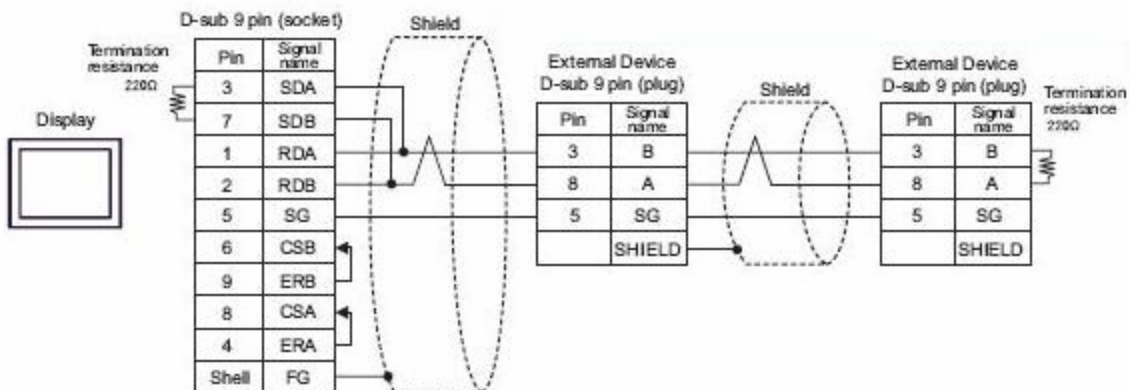 D-sub 9 pin (socket)
Shield
Termination
resistance
220Ω
Pin Signal name
3 SDA
7 SDB
1 RDA
2 RDB
5 SG
6 CSB
9 ERB
8 CSA
4 ERA
Shell FG
Display
External Device
D-sub 9 pin (plug)
Pin Signal name
3 B
8 A
5 SG
SHIELD
Shield
External Device
D-sub 9 pin (plug)
Pin Signal name
3 B
8 A
5 SG
SHIELD
Termination
resistance
220Ω